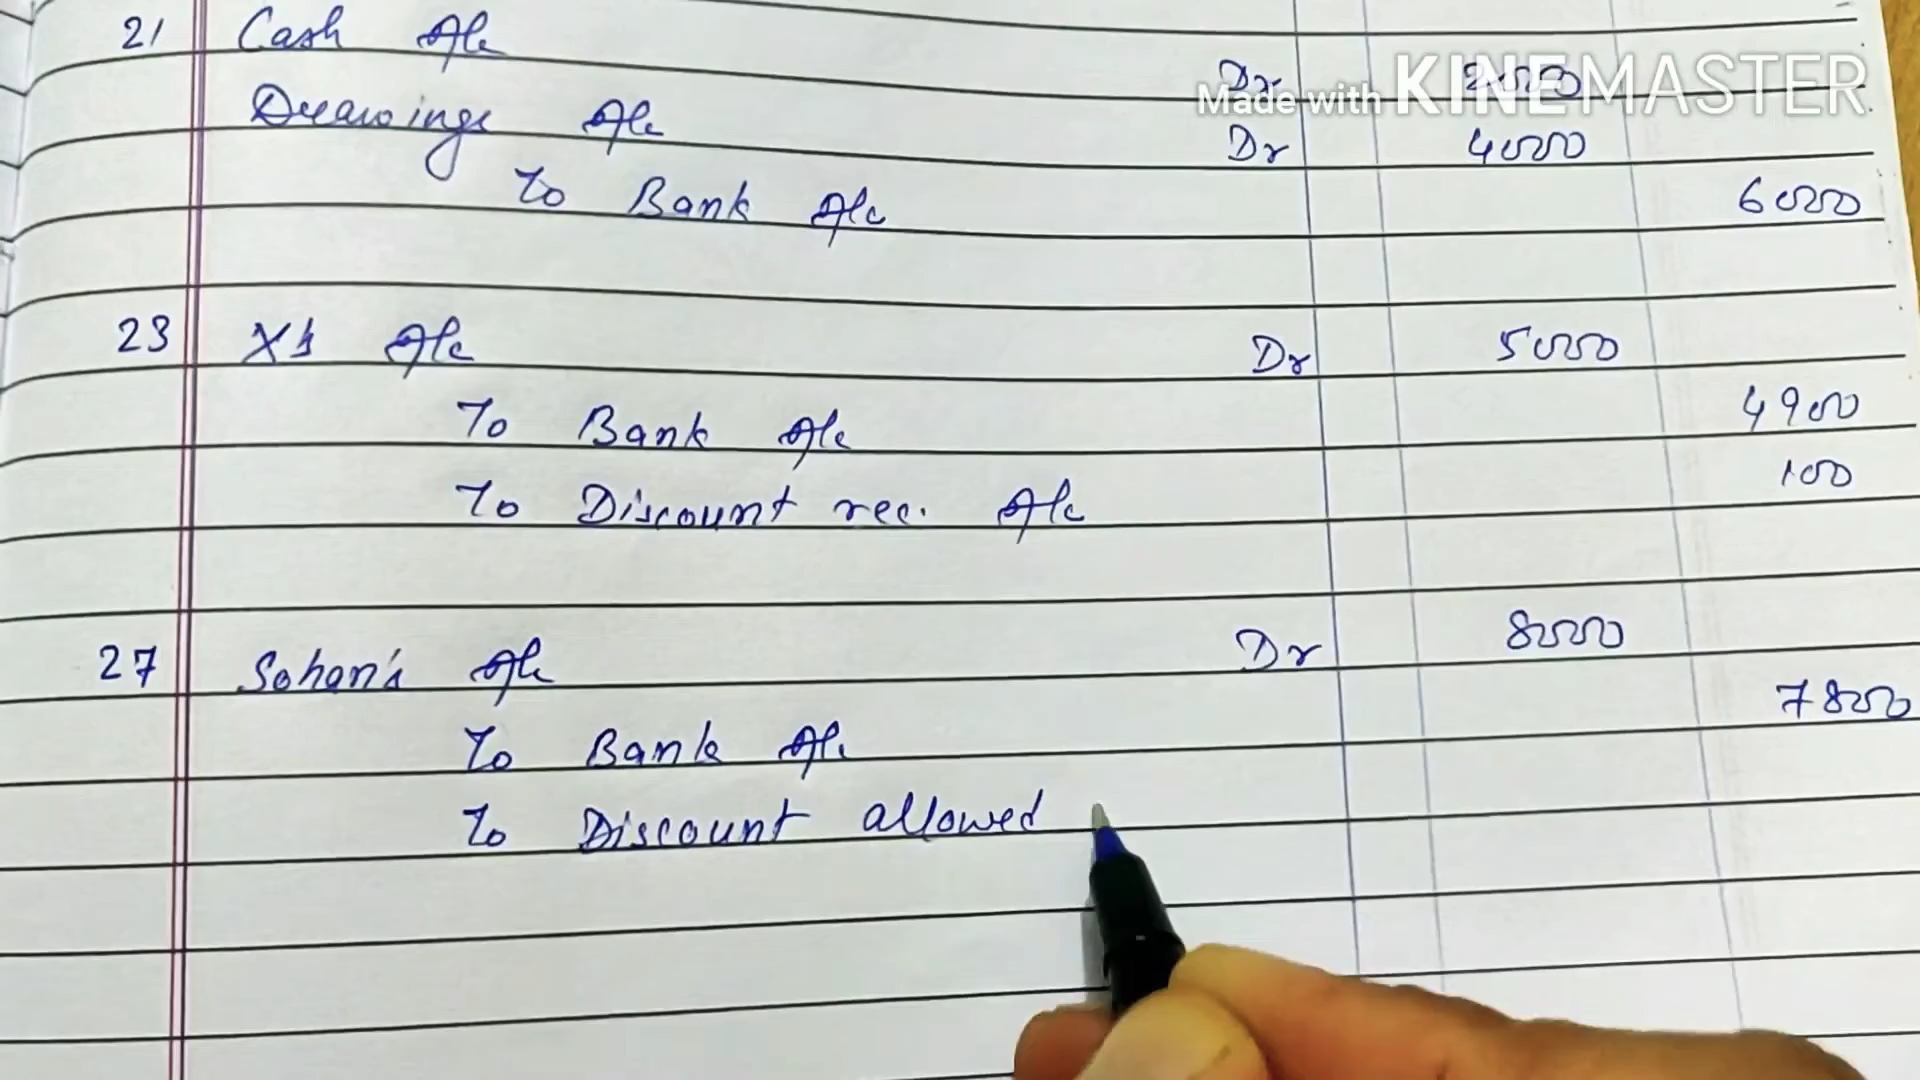 21 Cash A/c Dr 2000
Made with KINEMASTER
Drawings A/c Dr 4000
To Bank A/c 6000
23 X's A/c Dr 5000
To Bank A/c 4900
To Discount rec. A/c 100
27 Sohan's A/c Dr 8000
To Bank A/c 7800
To Discount allowed